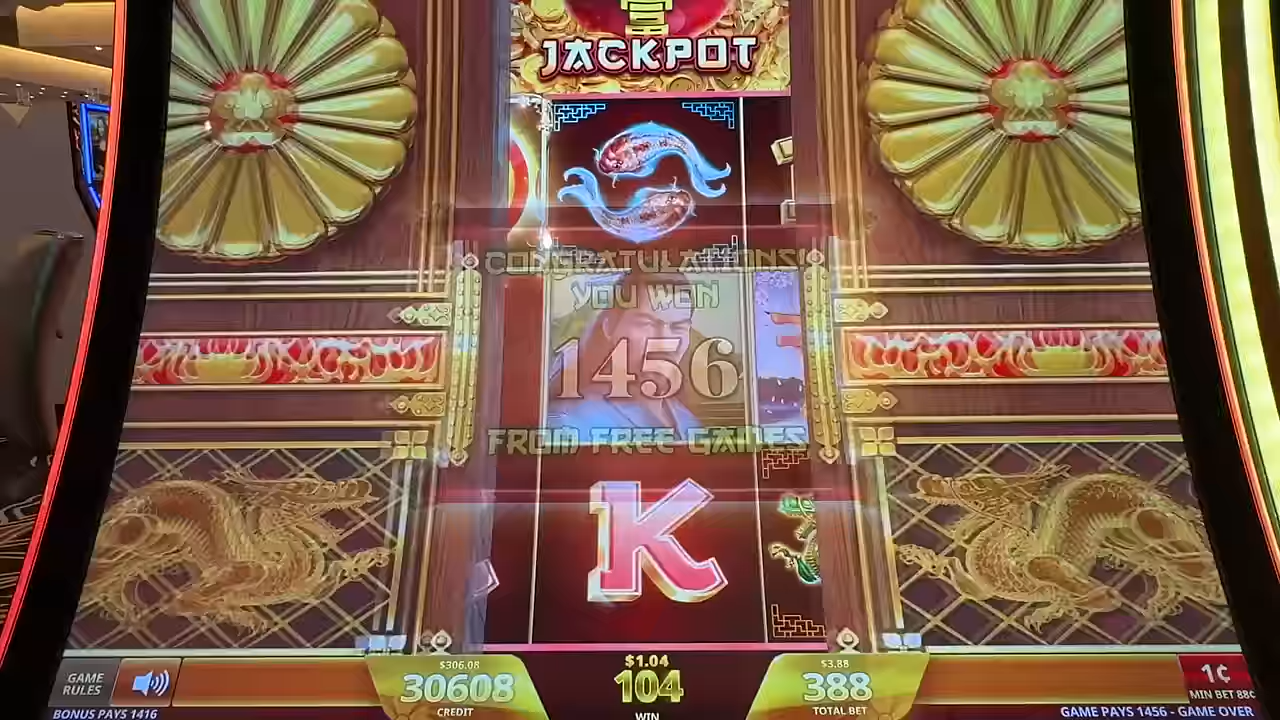 富
JACKPOT
CONGRATULATIONS!
YOU WON
1456
FROM FREE GAMES
K
GAME
RULES
$306.08
30608
CREDIT
$1.04
104
WIN
$3.88
388
TOTAL BET
1¢
MIN BET 88¢
BONUS PAYS 1416
GAME PAYS 1456 - GAME OVER